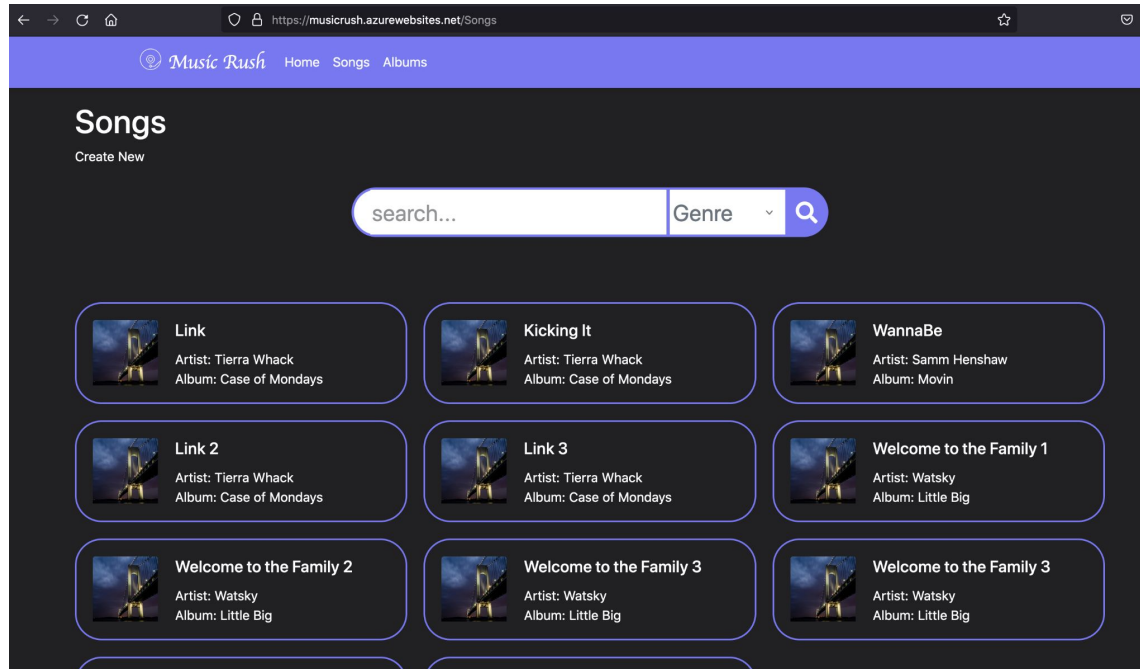 https://musicrush.azurewebsites.net/Songs
Music Rush Home Songs Albums
Songs
Create New
search... Genre
Link
Artist: Tierra Whack
Album: Case of Mondays
Kicking It
Artist: Tierra Whack
Album: Case of Mondays
WannaBe
Artist: Samm Henshaw
Album: Movin
Link 2
Artist: Tierra Whack
Album: Case of Mondays
Link 3
Artist: Tierra Whack
Album: Case of Mondays
Welcome to the Family 1
Artist: Watsky
Album: Little Big
Welcome to the Family 2
Artist: Watsky
Album: Little Big
Welcome to the Family 3
Artist: Watsky
Album: Little Big
Welcome to the Family 3
Artist: Watsky
Album: Little Big